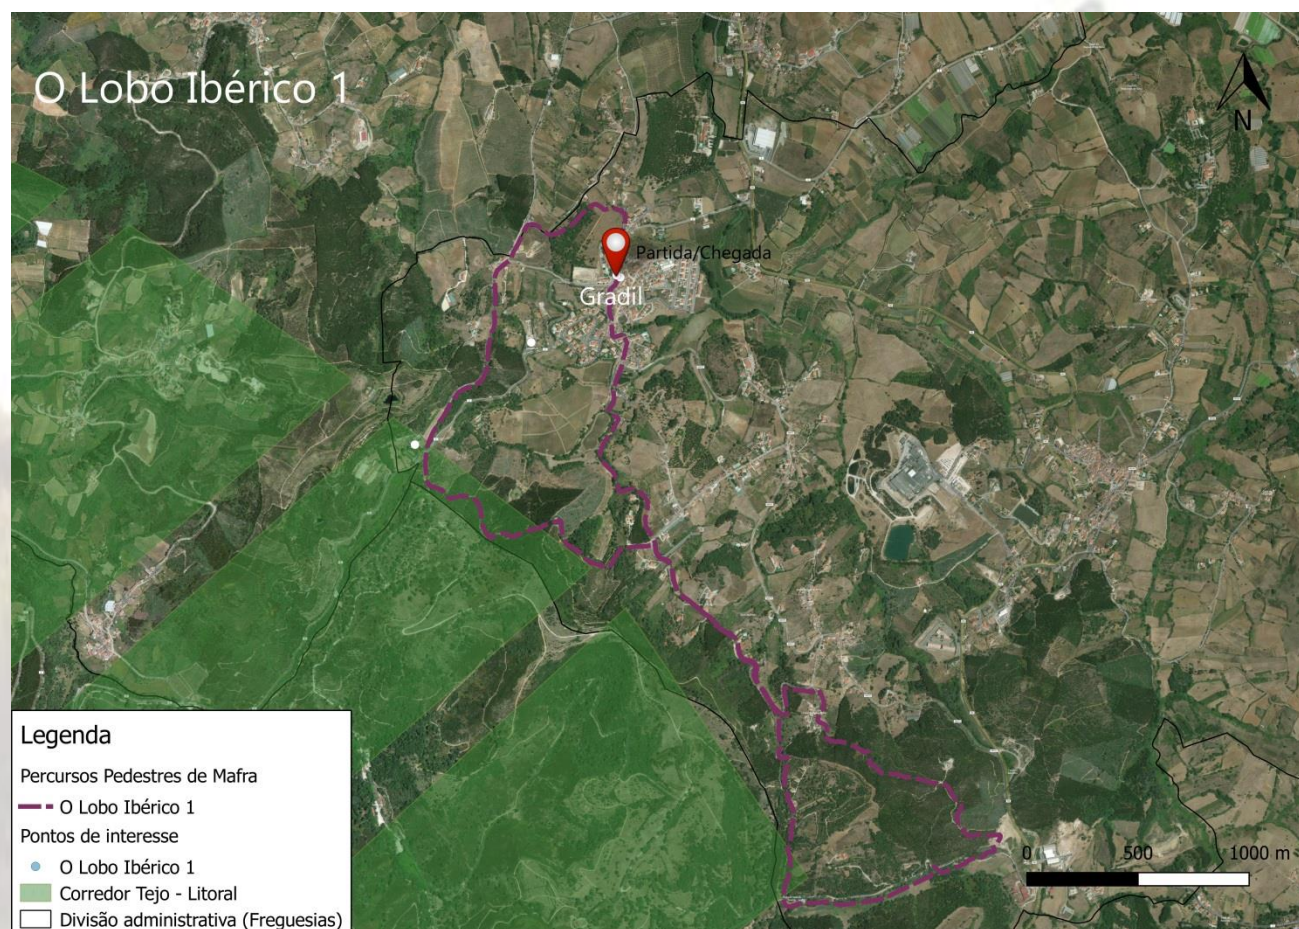 O Lobo Ibérico 1
N
Partida/Chegada
Gradil
Legenda
Percursos Pedestres de Mafra
O Lobo Ibérico 1
Pontos de interesse
O Lobo Ibérico 1
Corredor Tejo - Litoral
Divisão administrativa (Freguesias)
0 500 1000 m